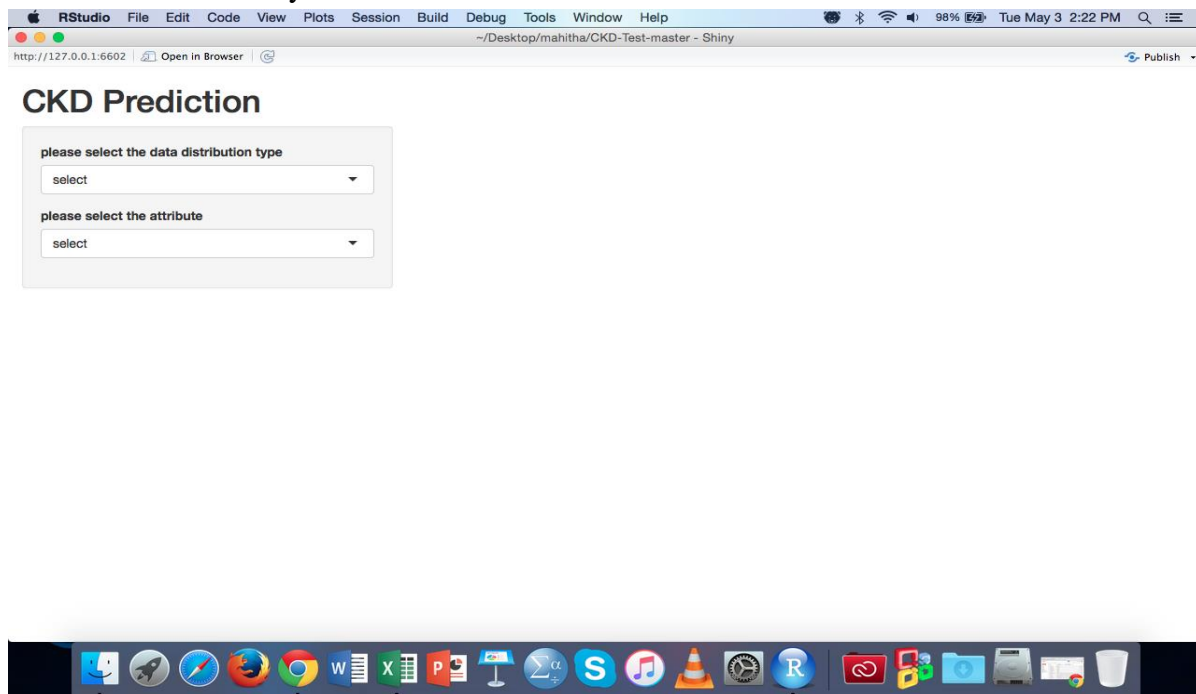 RStudio File Edit Code View Plots Session Build Debug Tools Window Help 98% Tue May 3 2:22 PM
~/Desktop/mahitha/CKD-Test-master - Shiny
http://127.0.0.1:6602 Open in Browser Publish
CKD Prediction
please select the data distribution type
select
please select the attribute
select
W X P Σα S R